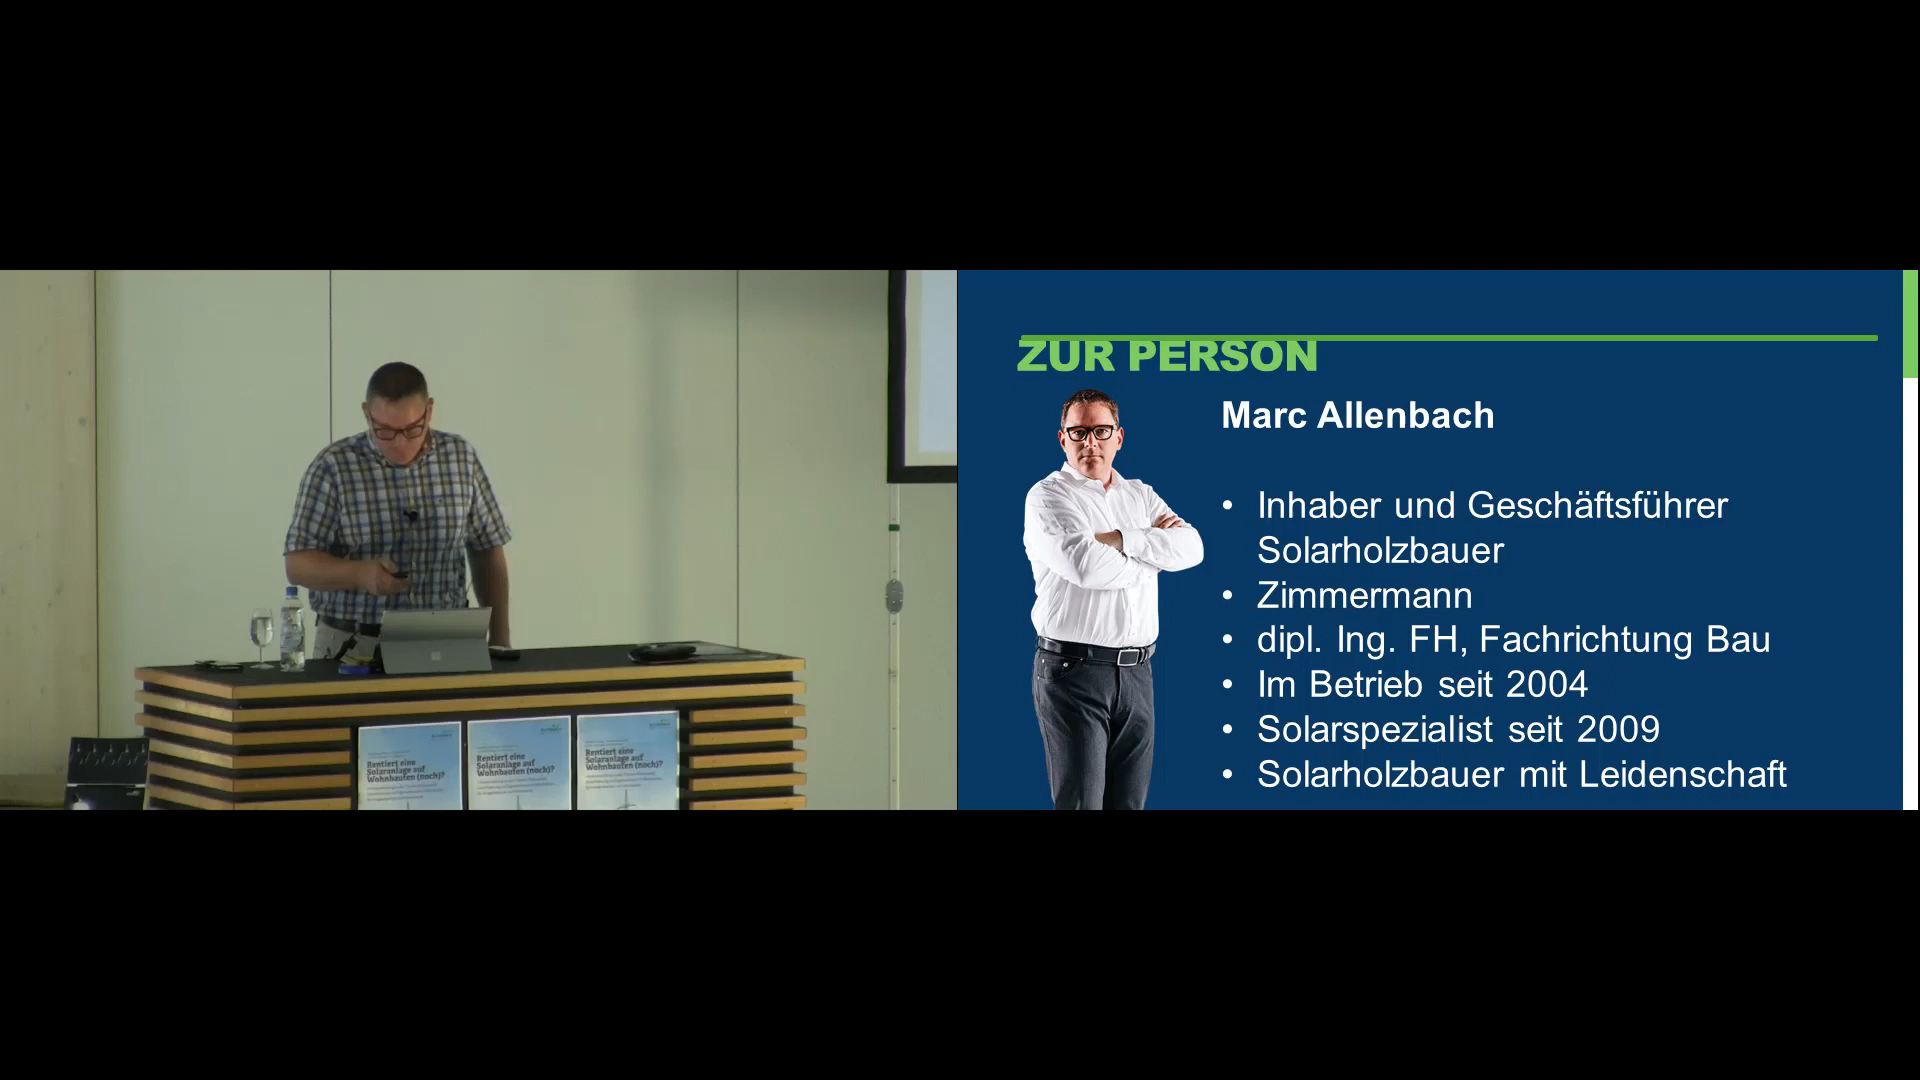 ZUR PERSON
Marc Allenbach
• Inhaber und Geschäftsführer
Solarholzbauer
• Zimmermann
• dipl. Ing. FH, Fachrichtung Bau
• Im Betrieb seit 2004
• Solarspezialist seit 2009
• Solarholzbauer mit Leidenschaft
Rentiert eine
Solaranlage auf
Wohnbauten (noch)?
Rentiert eine
Solaranlage auf
Wohnbauten (noch)?
Rentiert eine
Solaranlage auf
Wohnbauten (noch)?